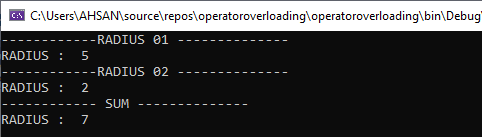 C:\Users\AHSAN\source\repos\operatoroverloading\operatoroverloading\bin\Debug\
------------RADIUS 01 --------------
RADIUS :  5
------------RADIUS 02 --------------
RADIUS :  2
------------ SUM --------------
RADIUS :  7